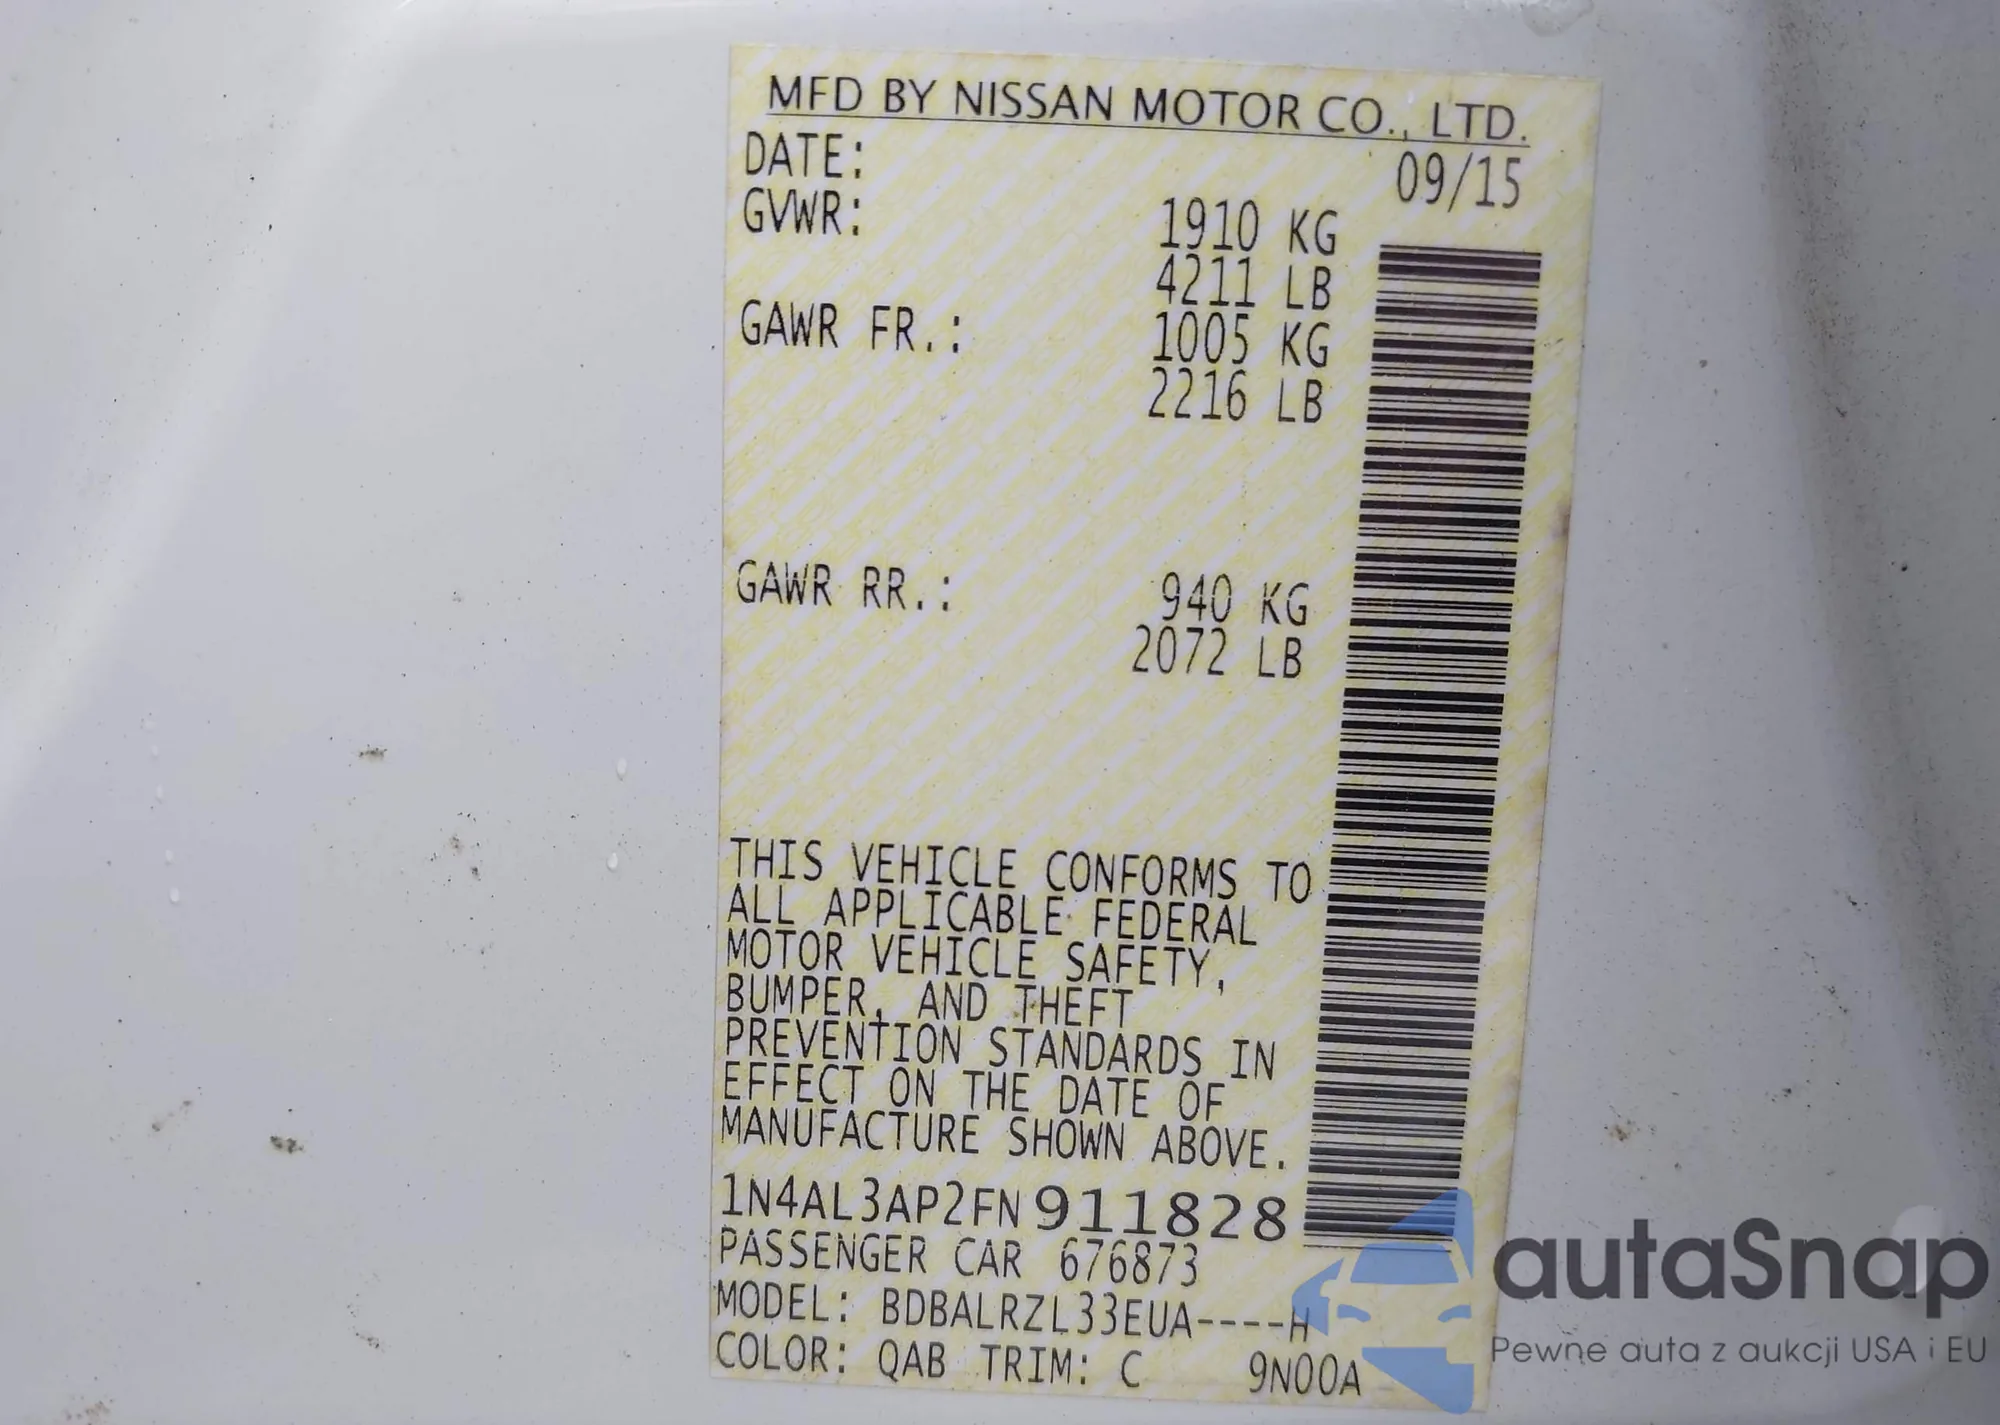 MFD BY NISSAN MOTOR CO., LTD.
DATE: 09/15
GVWR: 1910 KG
4211 LB
GAWR FR.: 1005 KG
2216 LB
GAWR RR.: 940 KG
2072 LB
THIS VEHICLE CONFORMS TO
ALL APPLICABLE FEDERAL
MOTOR VEHICLE SAFETY,
BUMPER, AND THEFT
PREVENTION STANDARDS IN
EFFECT ON THE DATE OF
MANUFACTURE SHOWN ABOVE.
1N4AL3AP2FN911828
PASSENGER CAR 676873
MODEL: BDBALRZL33EUA----H
COLOR: QAB TRIM: C 9N00A
autaSnap
Pewne auta z aukcji USA i EU